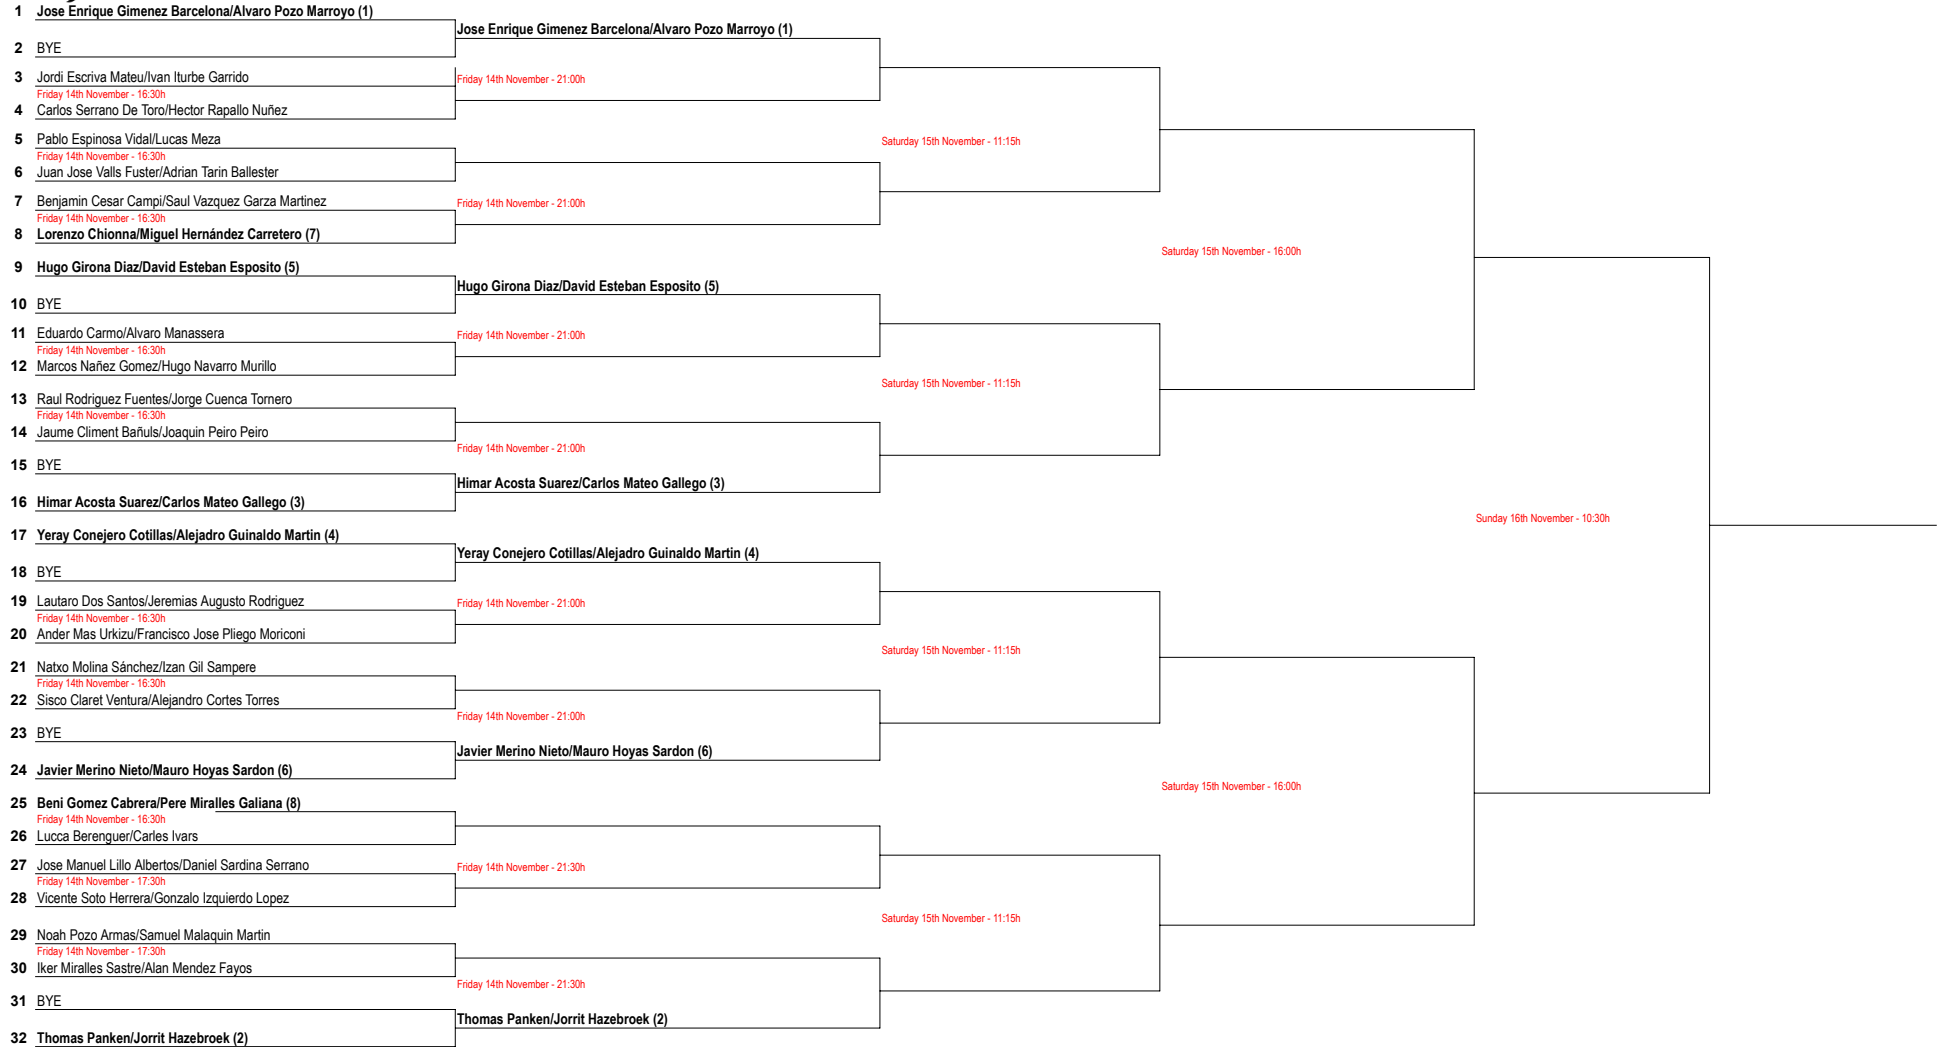 1 Jose Enrique Gimenez Barcelona/Alvaro Pozo Marroyo (1)
Jose Enrique Gimenez Barcelona/Alvaro Pozo Marroyo (1)
2 BYE
3 Jordi Escriva Mateu/Ivan Iturbe Garrido
Friday 14th November - 21:00h
Friday 14th November - 16:30h
4 Carlos Serrano De Toro/Hector Rapallo Nuñez
5 Pablo Espinosa Vidal/Lucas Meza
Saturday 15th November - 11:15h
Friday 14th November - 16:30h
6 Juan Jose Valls Fuster/Adrian Tarin Ballester
7 Benjamin Cesar Campi/Saul Vazquez Garza Martinez
Friday 14th November - 21:00h
Friday 14th November - 16:30h
8 Lorenzo Chionna/Miguel Hernández Carretero (7)
Saturday 15th November - 16:00h
9 Hugo Girona Diaz/David Esteban Esposito (5)
Hugo Girona Diaz/David Esteban Esposito (5)
10 BYE
11 Eduardo Carmo/Alvaro Manassera
Friday 14th November - 21:00h
Friday 14th November - 16:30h
12 Marcos Nañez Gomez/Hugo Navarro Murillo
Saturday 15th November - 11:15h
13 Raul Rodriguez Fuentes/Jorge Cuenca Tornero
Friday 14th November - 16:30h
14 Jaume Climent Bañuls/Joaquin Peiro Peiro
Friday 14th November - 21:00h
15 BYE
Himar Acosta Suarez/Carlos Mateo Gallego (3)
16 Himar Acosta Suarez/Carlos Mateo Gallego (3)
Sunday 16th November - 10:30h
17 Yeray Conejero Cotillas/Alejadro Guinaldo Martin (4)
Yeray Conejero Cotillas/Alejadro Guinaldo Martin (4)
18 BYE
19 Lautaro Dos Santos/Jeremias Augusto Rodriguez
Friday 14th November - 21:00h
Friday 14th November - 16:30h
20 Ander Mas Urkizu/Francisco Jose Pliego Moriconi
Saturday 15th November - 11:15h
21 Natxo Molina Sánchez/Izan Gil Sampere
Friday 14th November - 16:30h
22 Sisco Claret Ventura/Alejandro Cortes Torres
Friday 14th November - 21:00h
23 BYE
Javier Merino Nieto/Mauro Hoyas Sardon (6)
24 Javier Merino Nieto/Mauro Hoyas Sardon (6)
Saturday 15th November - 16:00h
25 Beni Gomez Cabrera/Pere Miralles Galiana (8)
Friday 14th November - 16:30h
26 Lucca Berenguer/Carles Ivars
27 Jose Manuel Lillo Albertos/Daniel Sardina Serrano
Friday 14th November - 21:30h
Friday 14th November - 17:30h
28 Vicente Soto Herrera/Gonzalo Izquierdo Lopez
Saturday 15th November - 11:15h
29 Noah Pozo Armas/Samuel Malaquin Martin
Friday 14th November - 17:30h
30 Iker Miralles Sastre/Alan Mendez Fayos
Friday 14th November - 21:30h
31 BYE
Thomas Panken/Jorrit Hazebroek (2)
32 Thomas Panken/Jorrit Hazebroek (2)